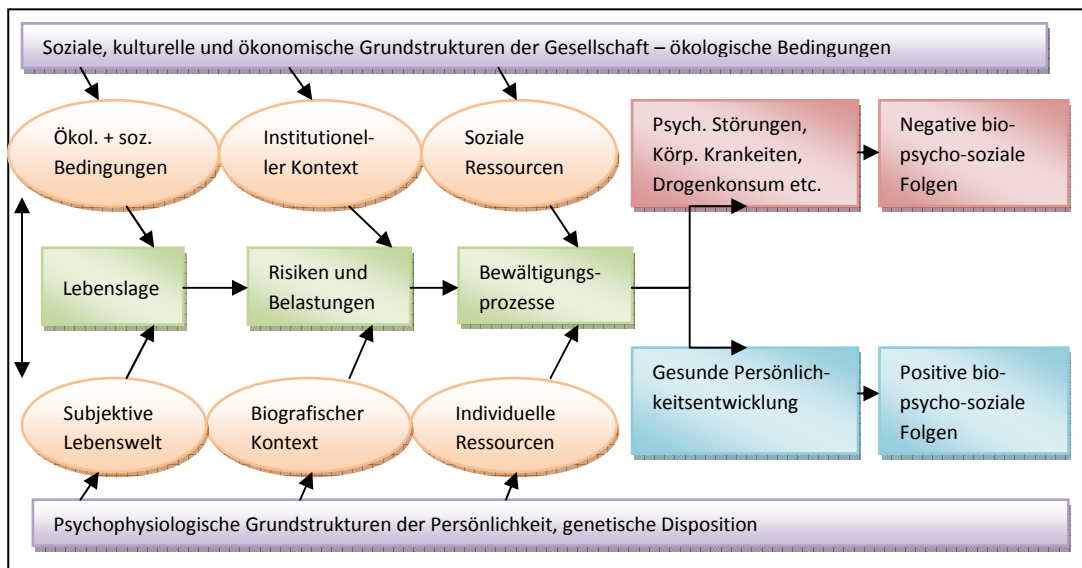 Soziale, kulturelle und ökonomische Grundstrukturen der Gesellschaft – ökologische Bedingungen
Ökol. + soz.
Bedingungen
Institutionel-
ler Kontext
Soziale
Ressourcen
Psych. Störungen,
Körp. Krankeiten,
Drogenkonsum etc.
Negative bio-
psycho-soziale
Folgen
Lebenslage
Risiken und
Belastungen
Bewältigungs-
prozesse
Subjektive
Lebenswelt
Biografischer
Kontext
Individuelle
Ressourcen
Gesunde Persönlich-
keitsentwicklung
Positive bio-
psycho-soziale
Folgen
Psychophysiologische Grundstrukturen der Persönlichkeit, genetische Disposition